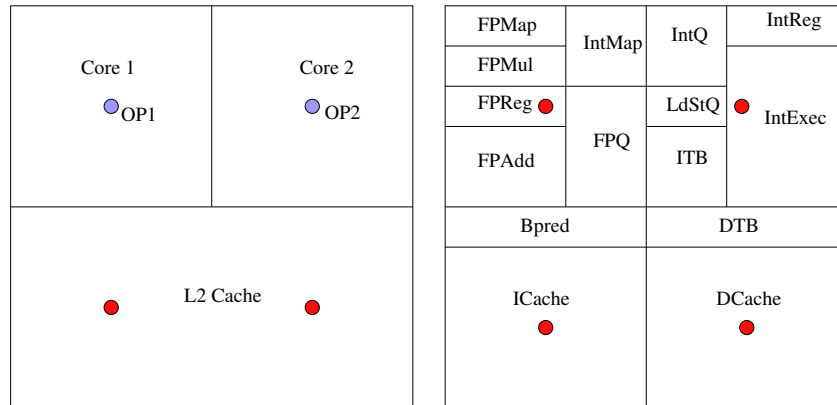 Core 1
Core 2
OP1
OP2
L2 Cache
FPMap
IntMap
IntQ
IntReg
FPMul
FPReg
LdStQ
IntExec
FPQ
FPAdd
ITB
Bpred
DTB
ICache
DCache